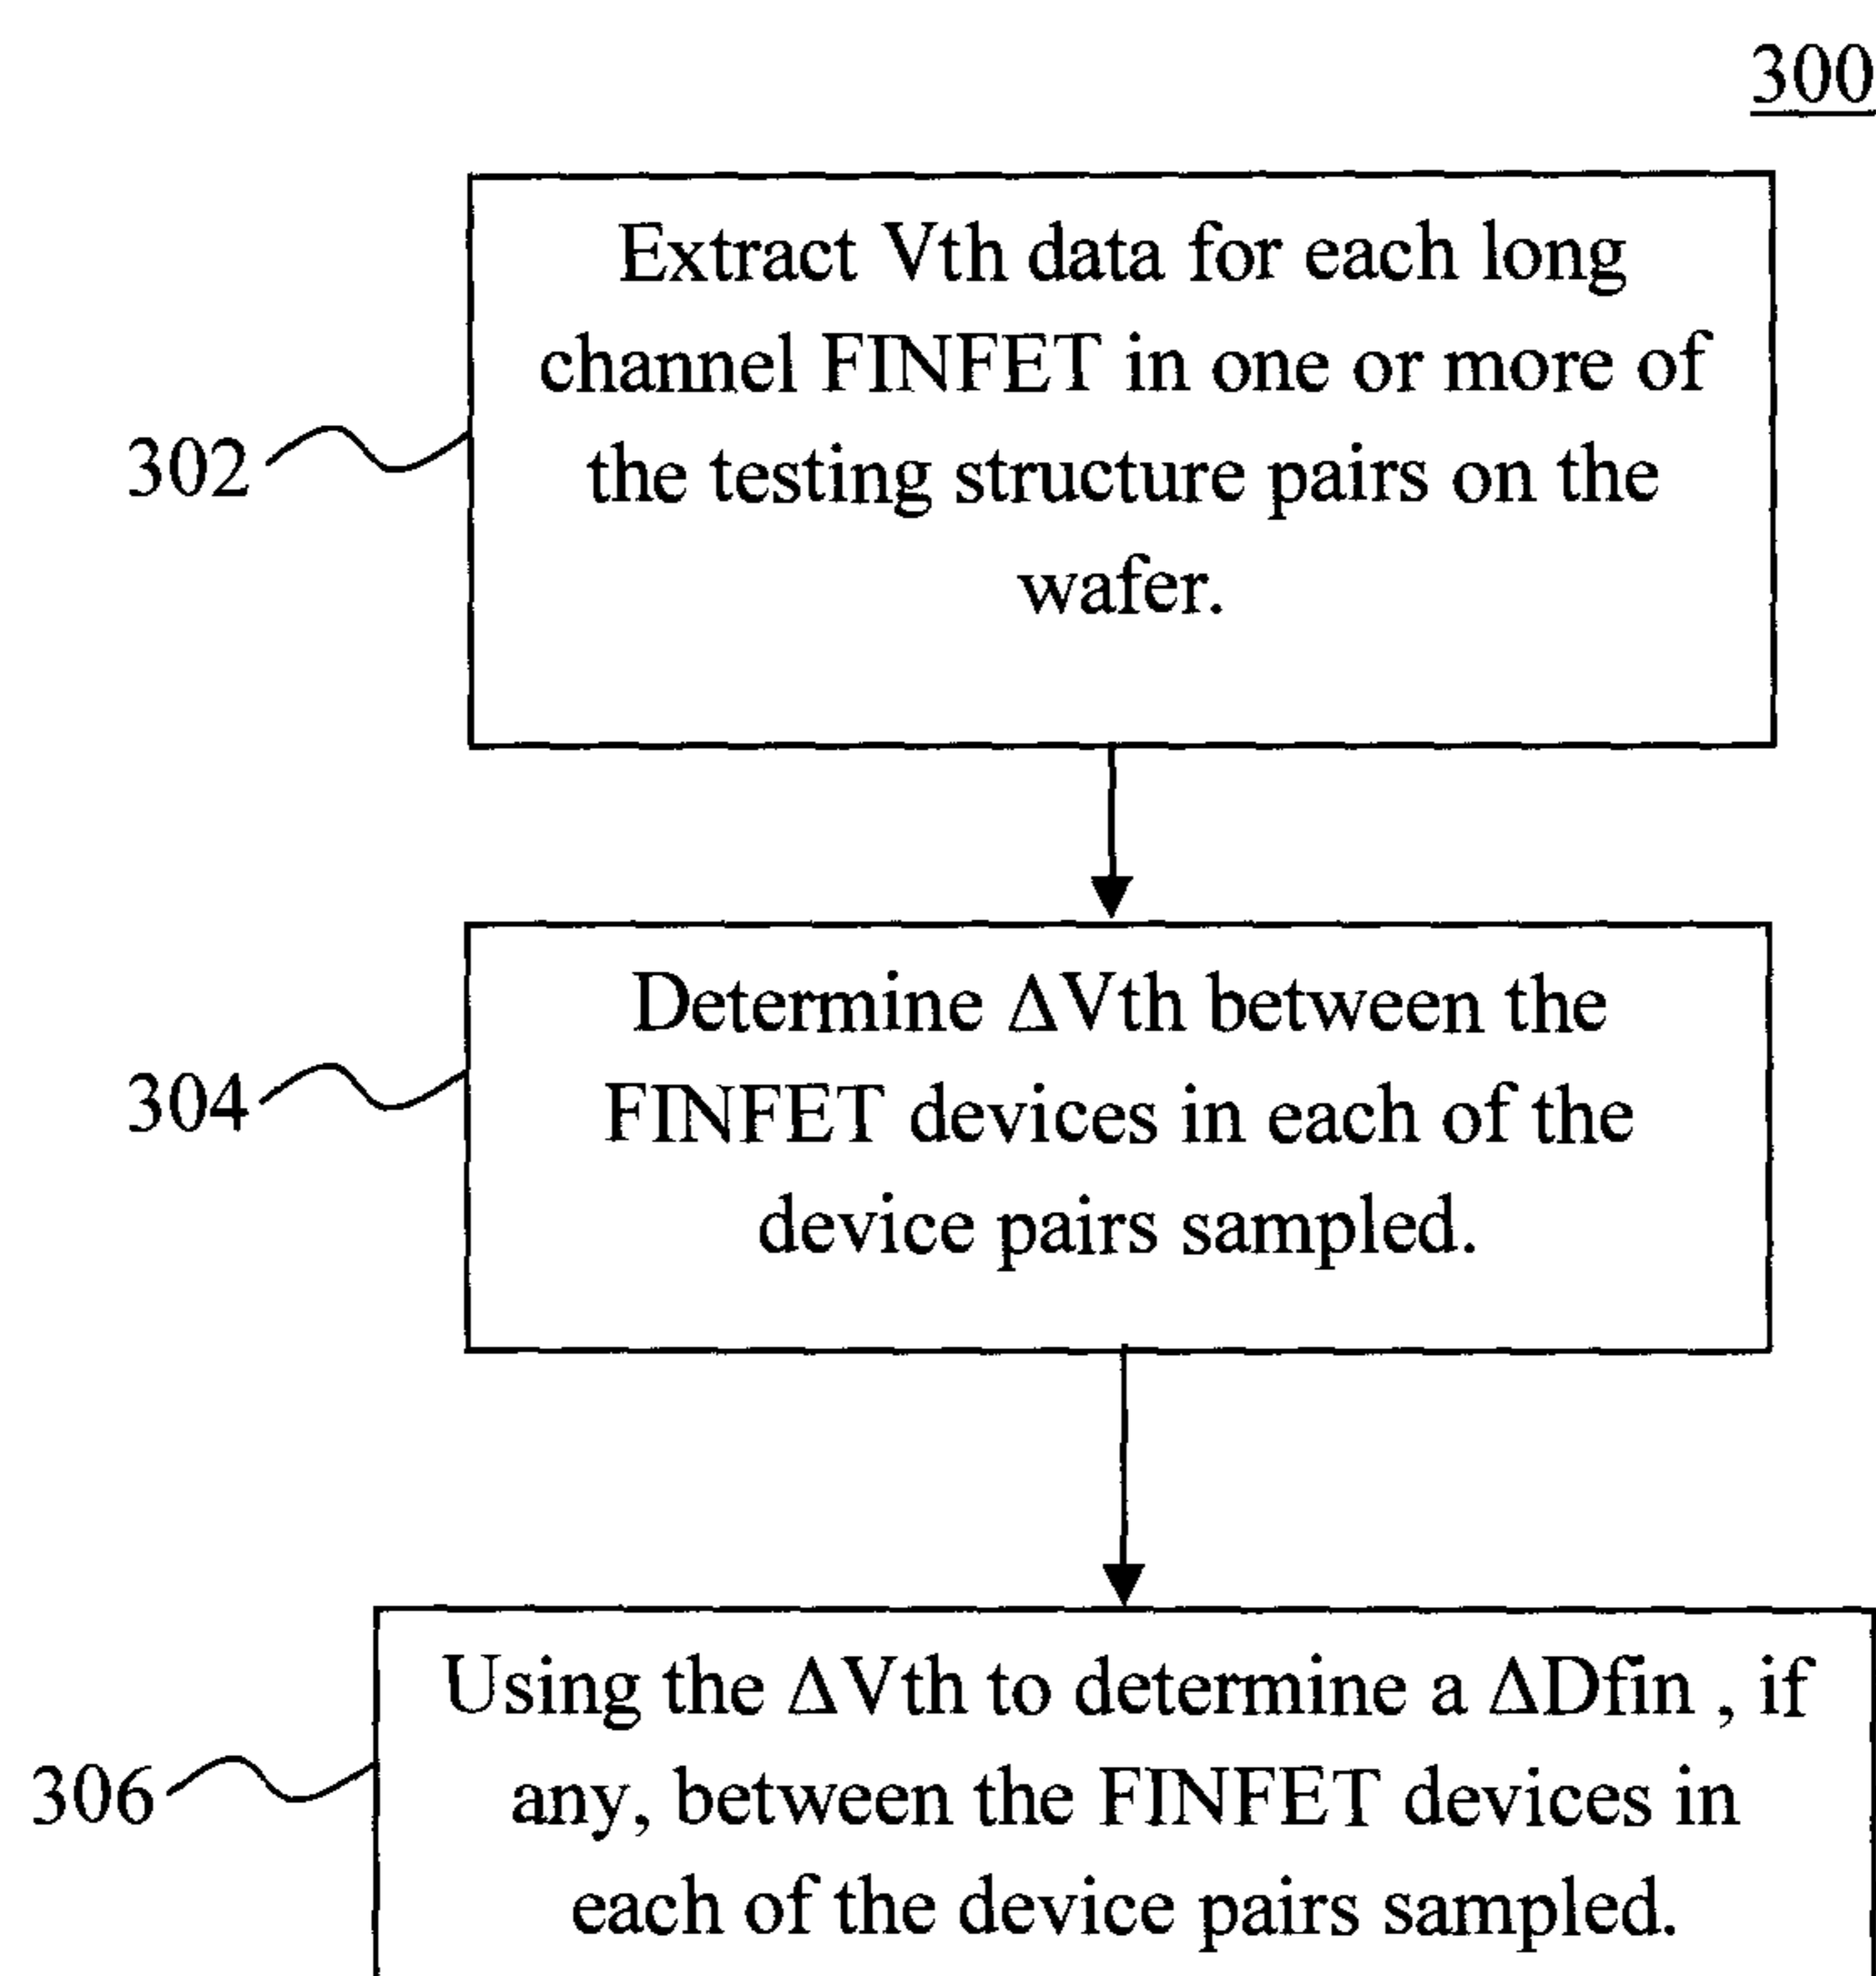 300
Extract Vth data for each long
channel FINFET in one or more of
the testing structure pairs on the
wafer.
302
Determine ΔVth between the
FINFET devices in each of the
device pairs sampled.
304
Using the ΔVth to determine a ΔDfin , if
any, between the FINFET devices in
each of the device pairs sampled.
306